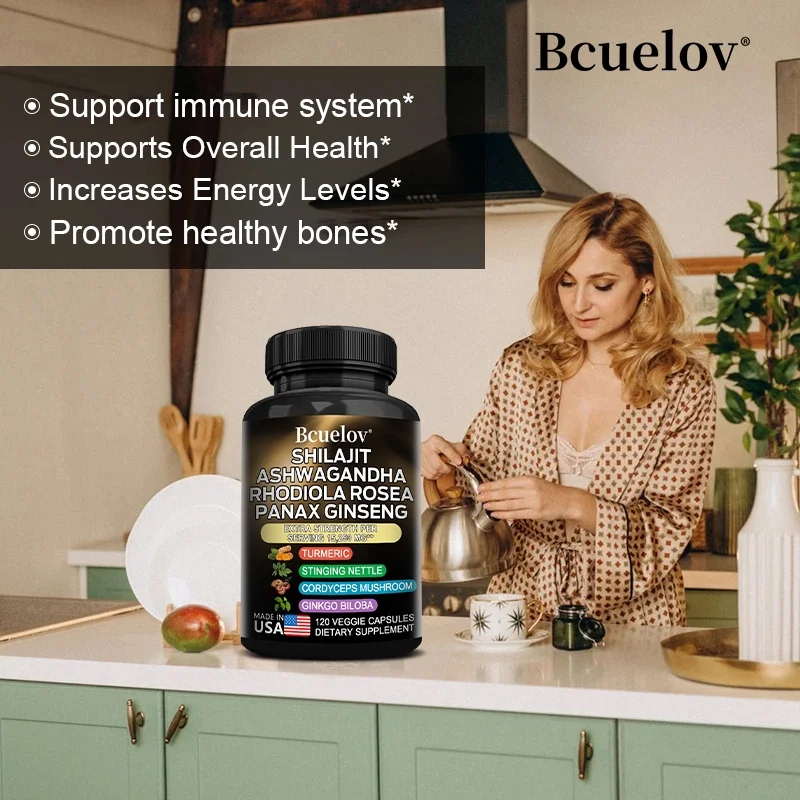 Bcuelov®
Support immune system*
Supports Overall Health*
Increases Energy Levels*
Promote healthy bones*
Bcuelov®
SHILAJIT
ASHWAGANDHA
RHODIOLA ROSEA
PANAX GINSENG
EXTRA STRENGTH PER
SERVING MG**
TURMERIC
STINGING NETTLE
CORDYCEPS MUSHROOM
GINKGO BILOBA
MADE IN
USA
120 VEGGIE CAPSULES
DIETARY SUPPLEMENT